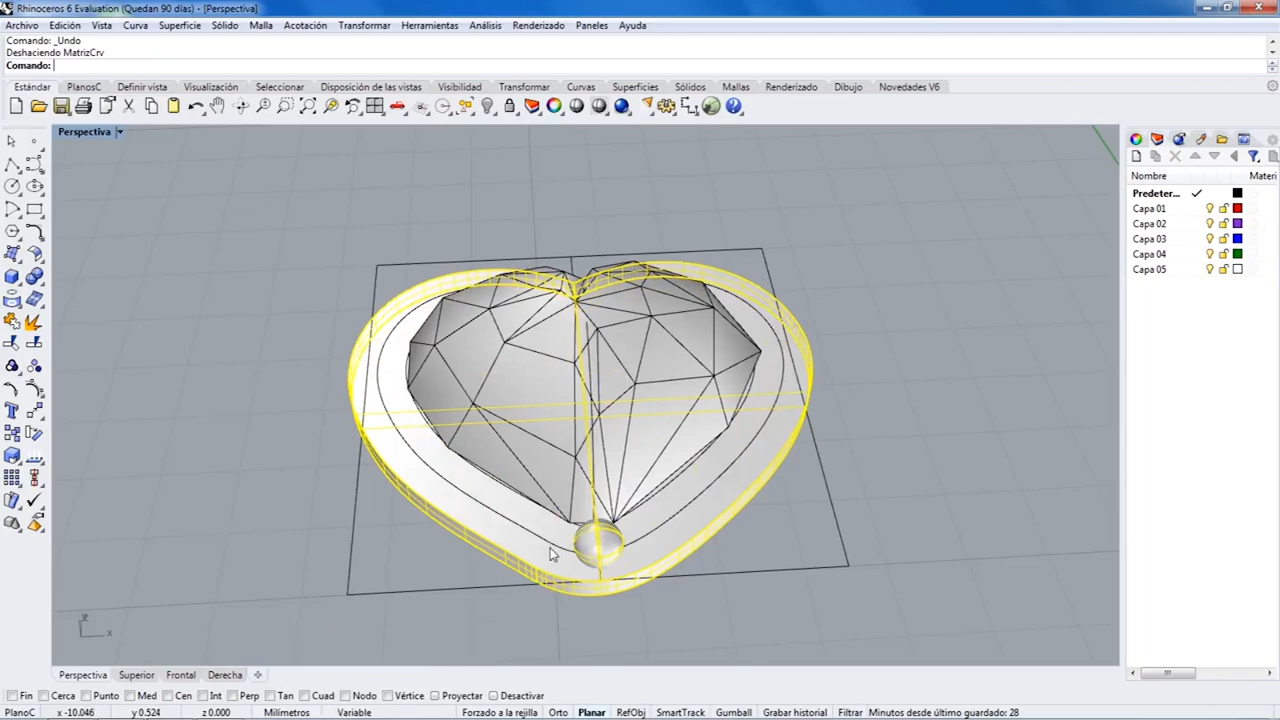 Rhinoceros 6 Evaluation (Quedan 90 días) - [Perspectiva]
Archivo Edición Vista Curva Superficie Sólido Malla Acotación Transformar Herramientas Análisis Renderizado Paneles Ayuda
Comando: _Undo
Deshaciendo MatrizCrv
Comando:
Estándar PlanosC Definir vista Visualización Seleccionar Disposición de las vistas Visibilidad Transformar Curvas Superficies Sólidos Mallas Renderizado Dibujo Novedades V6
Perspectiva
Nombre Materi
Predeter...
Capa 01
Capa 02
Capa 03
Capa 04
Capa 05
z
x
Perspectiva Superior Frontal Derecha
Fin Cerca Punto Med Cen Int Perp Tan Cuad Nodo Vértice Proyectar Desactivar
PlanoC x -10.046 y 0.524 z 0.000 Milímetros Variable Forzado a la rejilla Orto Planar RefObj SmartTrack Gumball Grabar historial Filtrar Minutos desde último guardado: 28